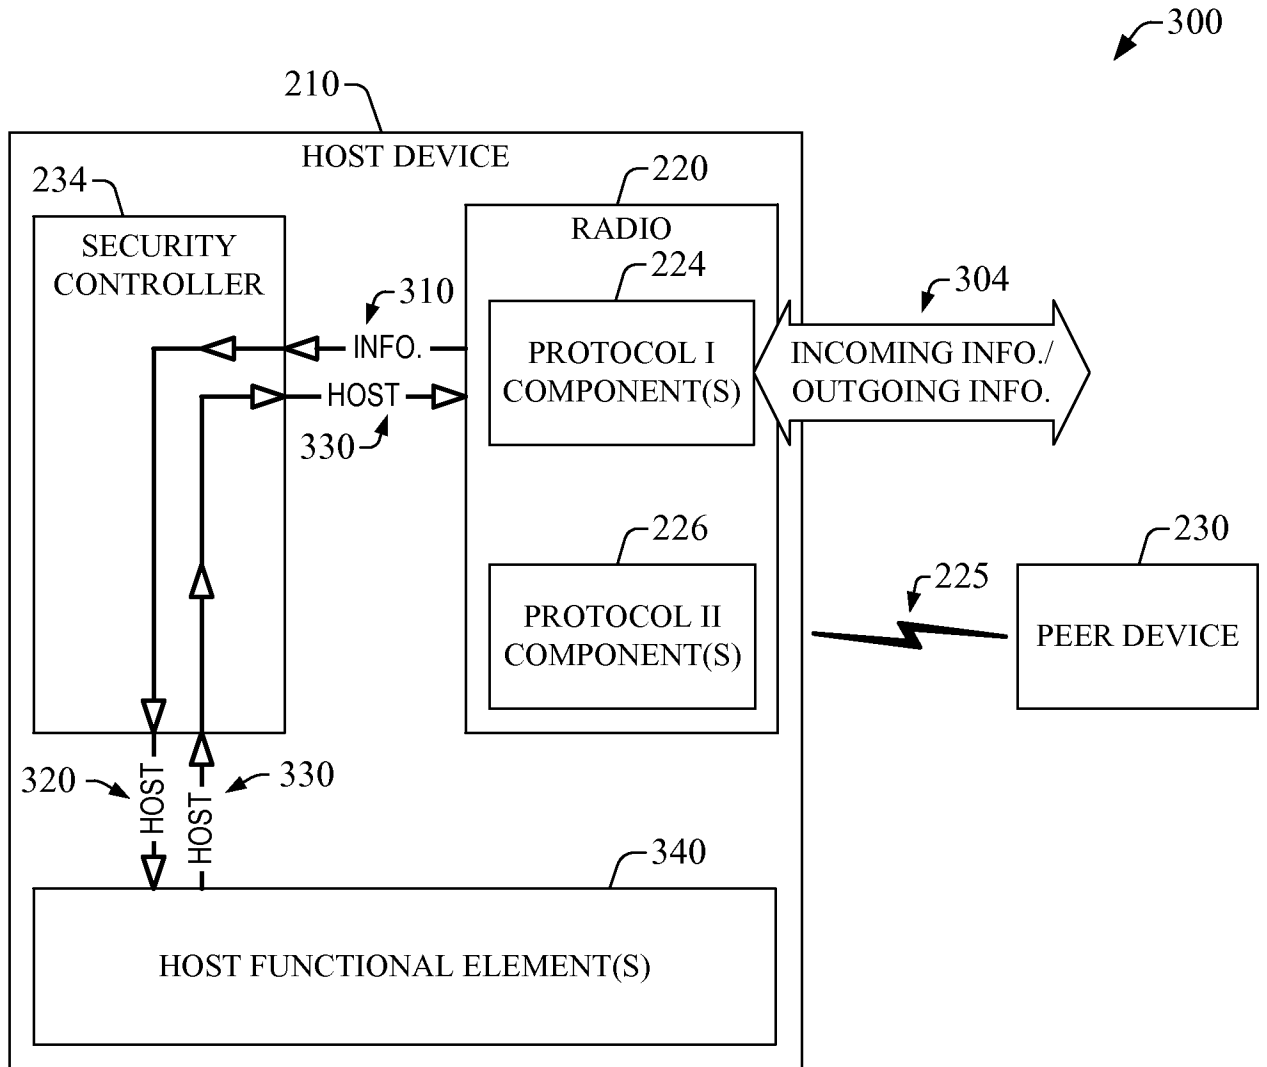 300
210
HOST DEVICE
234
220
SECURITY
CONTROLLER
RADIO
224
304
310
INFO.
PROTOCOL I
COMPONENT(S)
INCOMING INFO./
OUTGOING INFO.
HOST
330
226
225
230
PROTOCOL II
COMPONENT(S)
PEER DEVICE
320
HOST
HOST
330
340
HOST FUNCTIONAL ELEMENT(S)